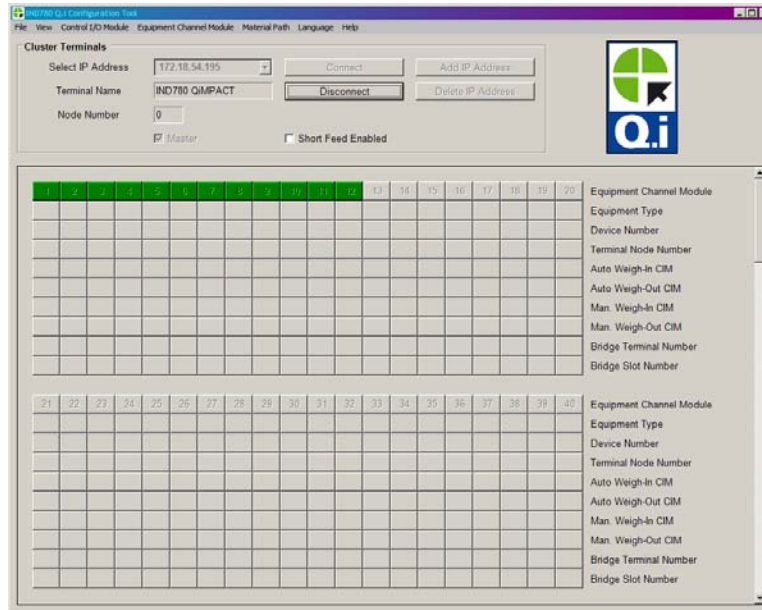 IND780 Q.i Configuration Tool
File View Control I/O Module Equipment Channel Module Material Path Language Help
Cluster Terminals
Select IP Address 172.18.54.195 Connect Add IP Address
Terminal Name IND780 QiMPACT Disconnect Delete IP Address
Node Number 0
Master Short Feed Enabled
Q.i
1 2 3 4 5 6 7 8 9 10 11 12 13 14 15 16 17 18 19 20 Equipment Channel Module
Equipment Type
Device Number
Terminal Node Number
Auto Weigh-In CIM
Auto Weigh-Out CIM
Man. Weigh-In CIM
Man. Weigh-Out CIM
Bridge Terminal Number
Bridge Slot Number
21 22 23 24 25 26 27 28 29 30 31 32 33 34 35 36 37 38 39 40 Equipment Channel Module
Equipment Type
Device Number
Terminal Node Number
Auto Weigh-In CIM
Auto Weigh-Out CIM
Man. Weigh-In CIM
Man. Weigh-Out CIM
Bridge Terminal Number
Bridge Slot Number